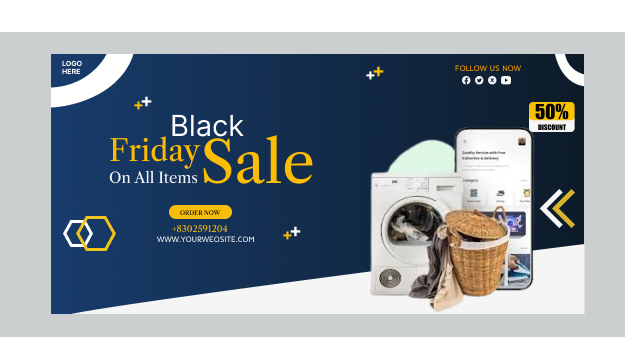 LOGO
HERE
FOLLOW US NOW
50%
DISCOUNT
Black
Friday Sale
On All Items
ORDER NOW
+8302591204
WWW.YOURWEOSITE.COM
Quality Service with Free
Collection & delivery
Category